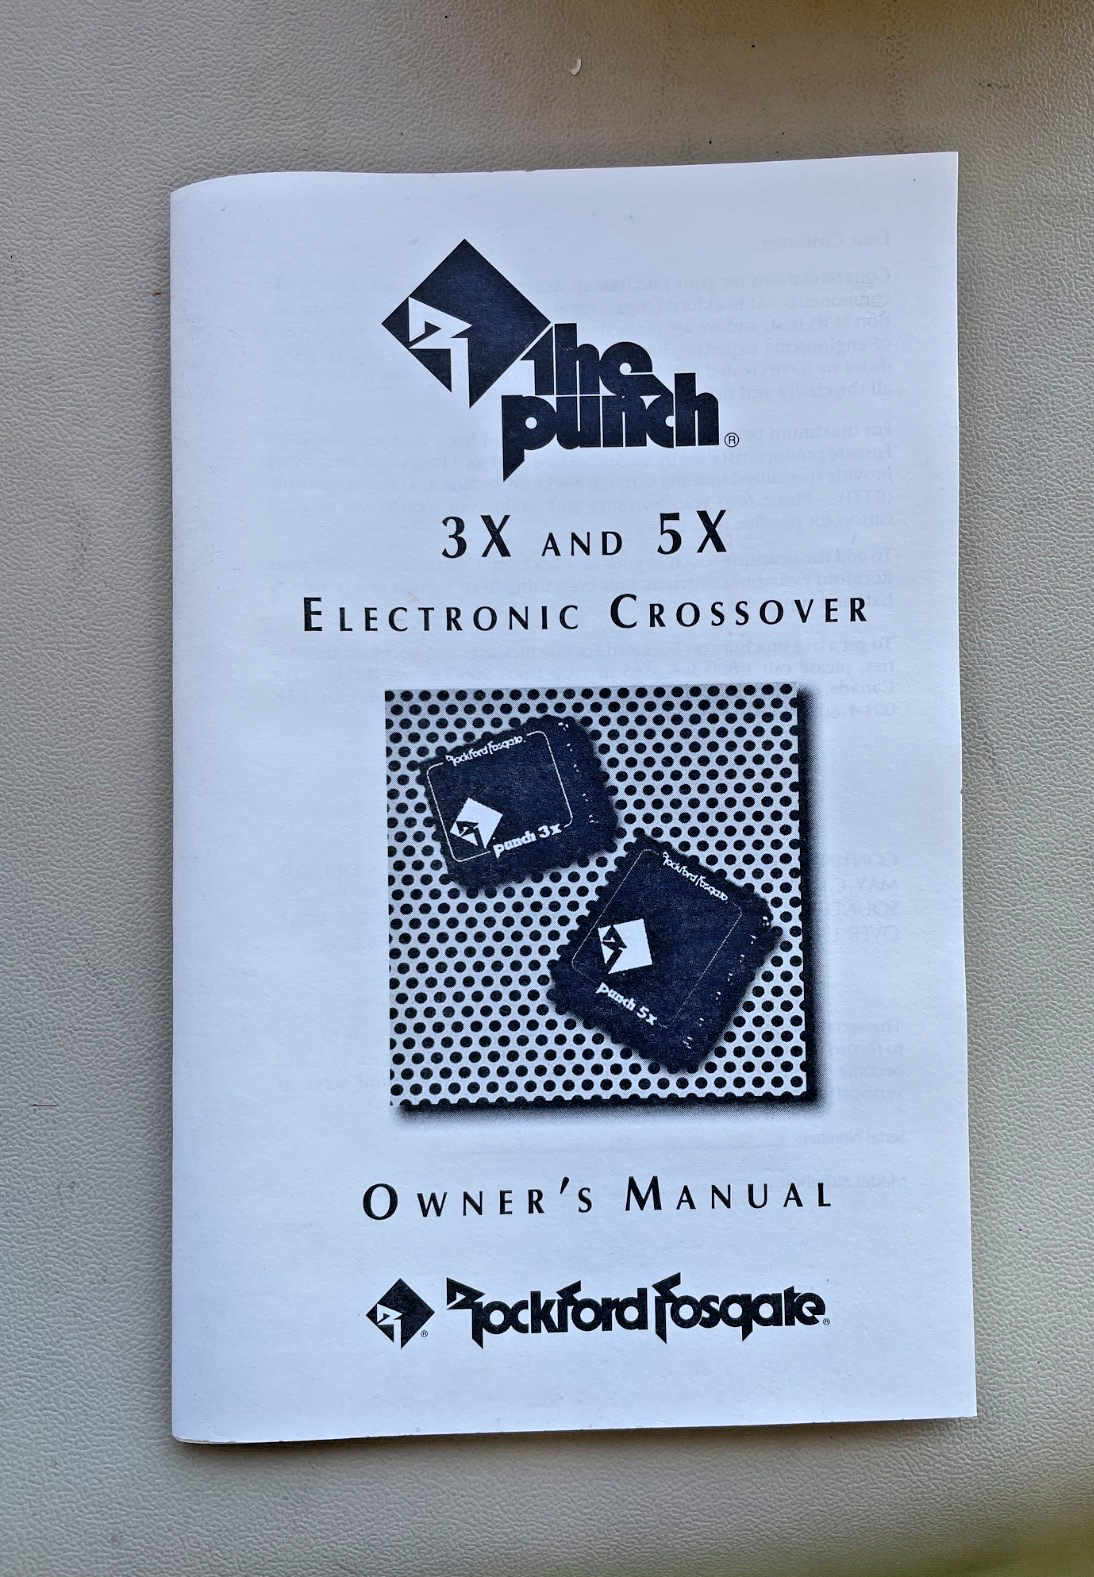 the
punch®
3X AND 5X
ELECTRONIC CROSSOVER
Rockford Fosgate
punch 3x
Rockford Fosgate
punch 5x
OWNER'S MANUAL
® Rockford Fosgate®